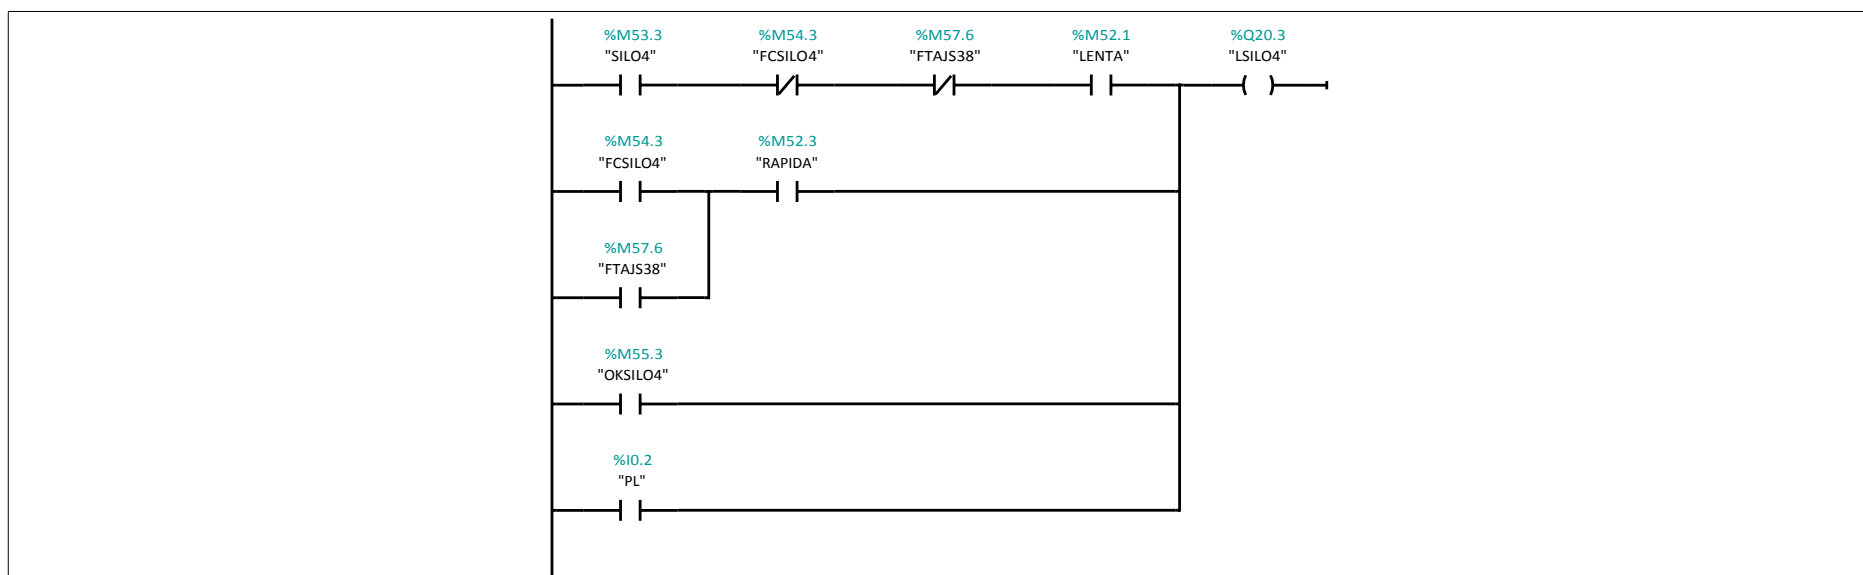 %M53.3 %M54.3 %M57.6 %M52.1 %Q20.3
"SILO4" "FCSILO4" "FTAJS38" "LENTA" "LSILO4"
%M54.3 %M52.3
"FCSILO4" "RAPIDA"
%M57.6
"FTAJS38"
%M55.3
"OKSILO4"
%I0.2
"PL"